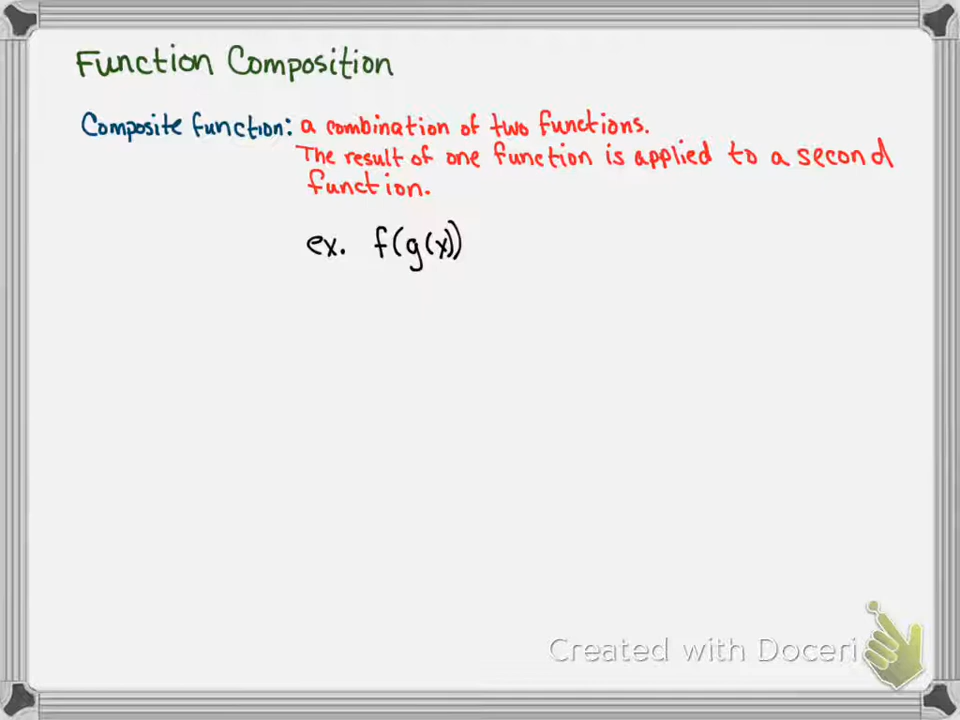 Function Composition
Composite function: a combination of two functions.
The result of one function is applied to a second
function.
ex. f(g(x))
Created with Doceri